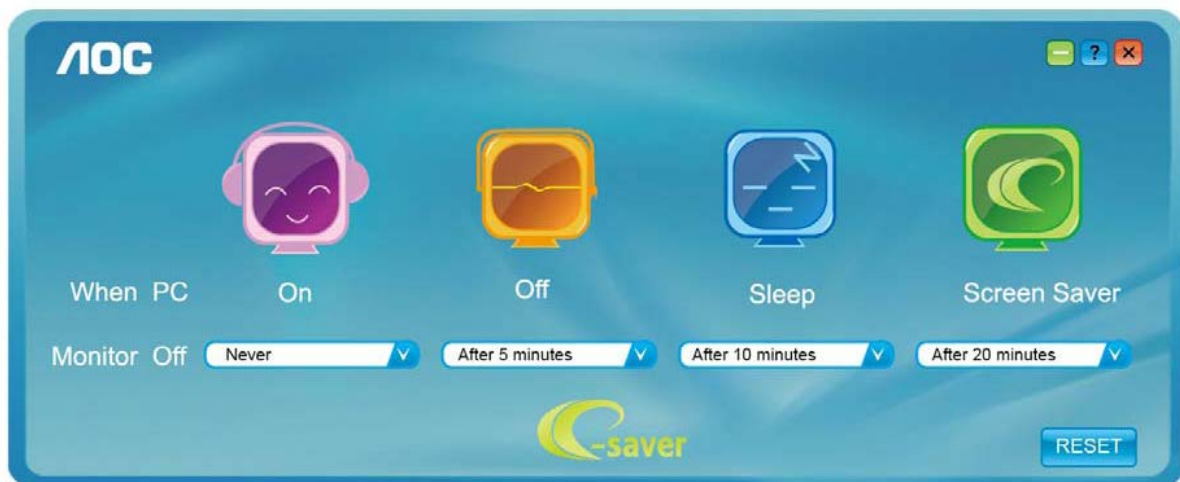 AOC
?
When PC On Off Sleep Screen Saver
Monitor Off Never After 5 minutes After 10 minutes After 20 minutes
e-saver
RESET